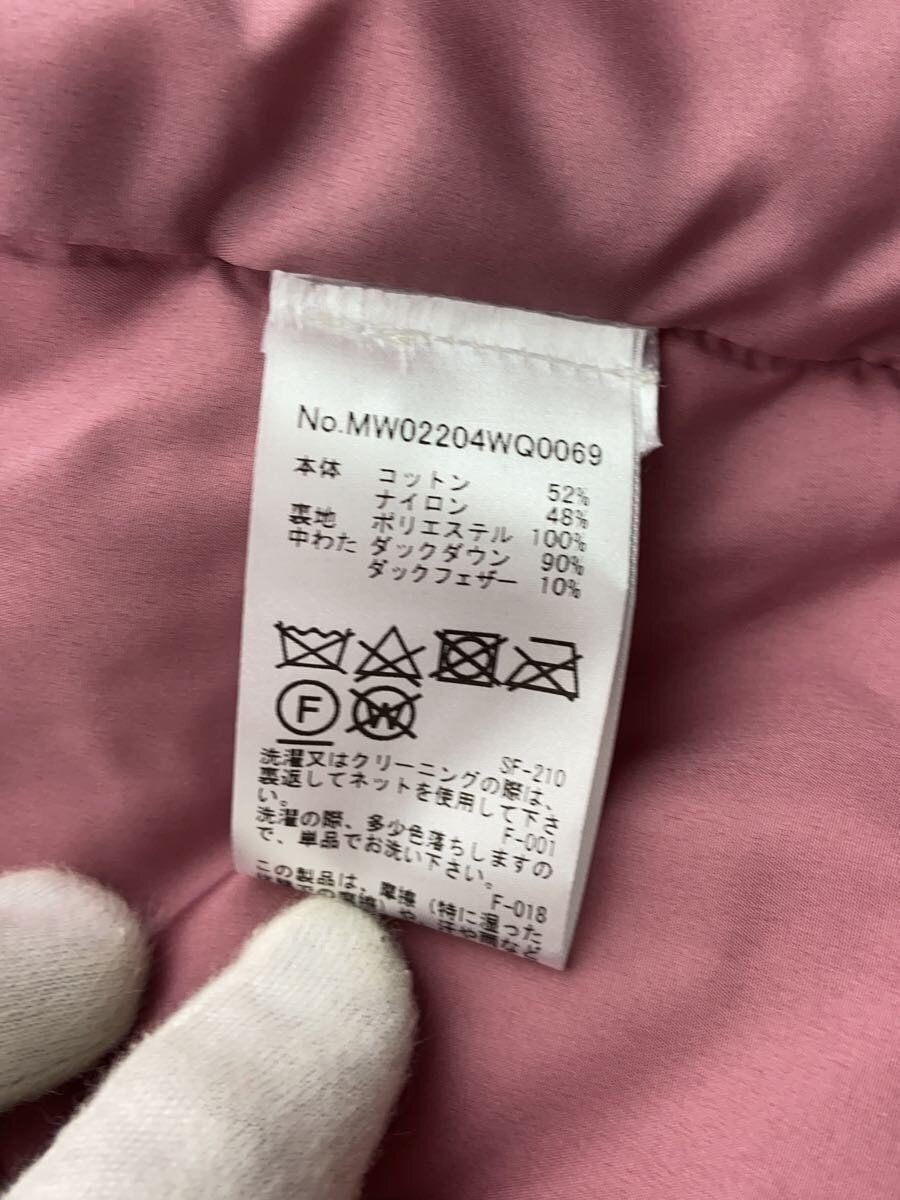 No.MW02204WQ0069
本体 コットン 52%
ナイロン 48%
裏地 ポリエステル 100%
中わた ダックダウン 90%
ダックフェザー 10%
F W
SF-210
洗濯又はクリーニングの際は、
裏返してネットを使用して下さ
い。 F-001
洗濯の際、多少色落ちしますの
で、単品でお洗い下さい。
F-018
この製品は、摩擦（特に湿った